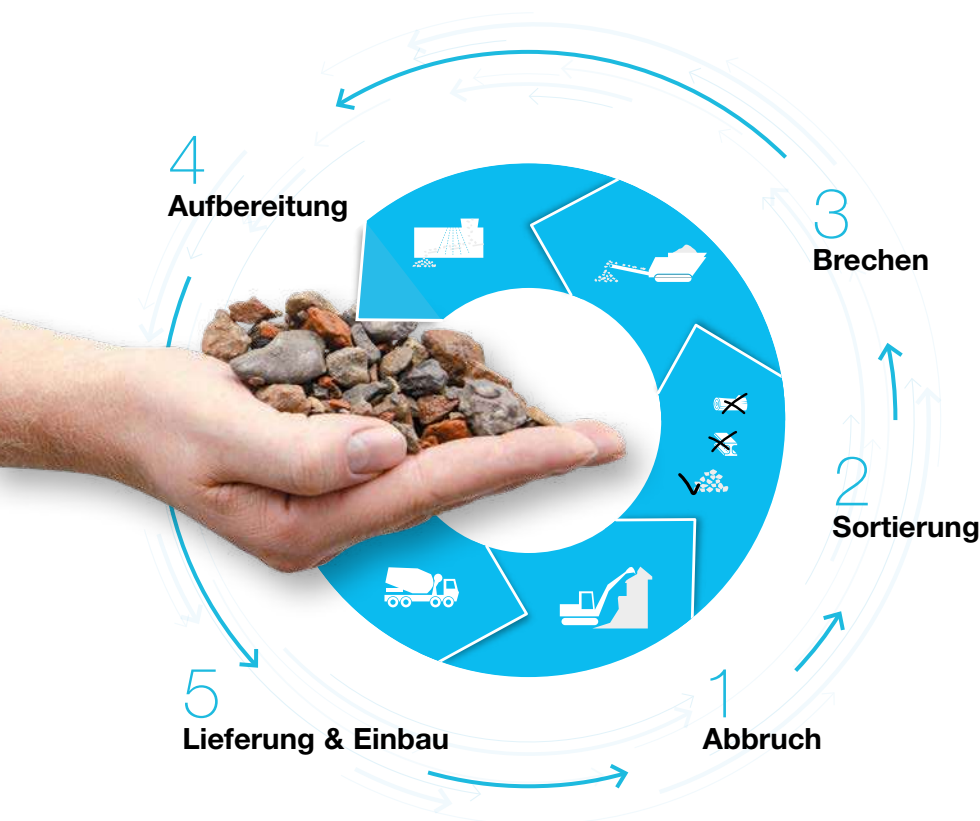 4
Aufbereitung
3
Brechen
2
Sortierung
1
Abbruch
5
Lieferung & Einbau